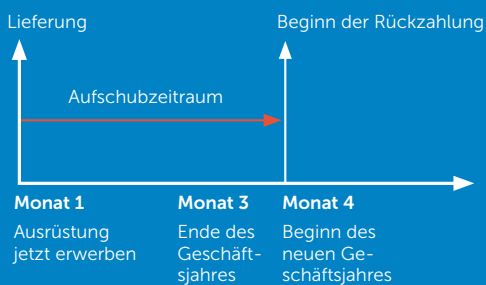 Lieferung
Beginn der Rückzahlung
Aufschubzeitraum
Monat 1
Ausrüstung
jetzt erwerben
Monat 3
Ende des
Geschäft-
sjahres
Monat 4
Beginn des
neuen Ge-
schäftsjahres